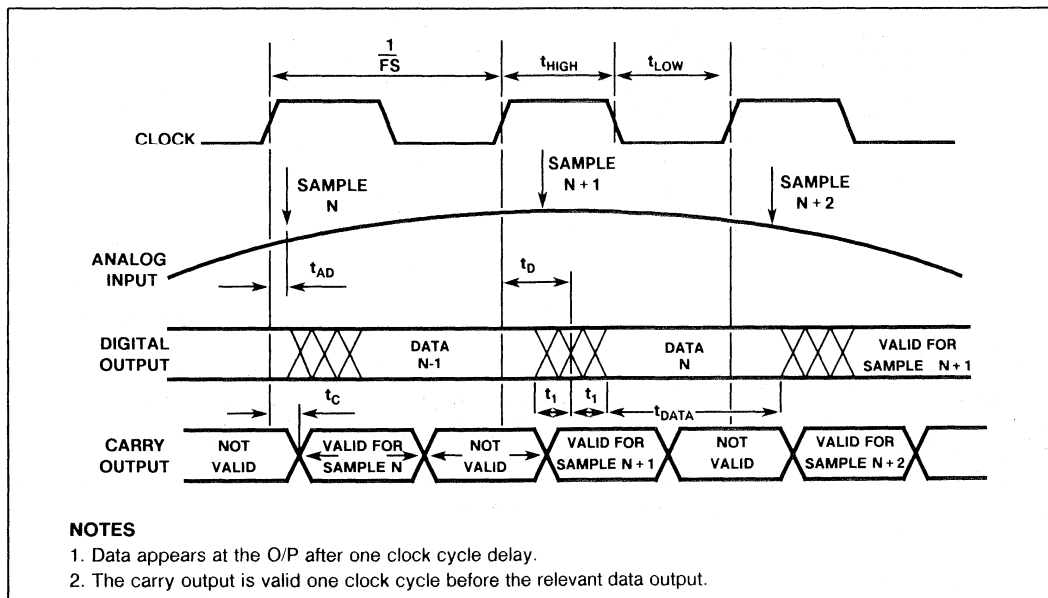 1
FS
tHIGH
tLOW
CLOCK
SAMPLE
N
SAMPLE
N + 1
SAMPLE
N + 2
ANALOG
INPUT
tAD
tD
DIGITAL
OUTPUT
DATA
N-1
DATA
N
VALID FOR
SAMPLE N + 1
tC
t1
t1
tDATA
CARRY
OUTPUT
NOT
VALID
VALID FOR
SAMPLE N
NOT
VALID
VALID FOR
SAMPLE N + 1
NOT
VALID
VALID FOR
SAMPLE N + 2
NOTES
1. Data appears at the O/P after one clock cycle delay.
2. The carry output is valid one clock cycle before the relevant data output.